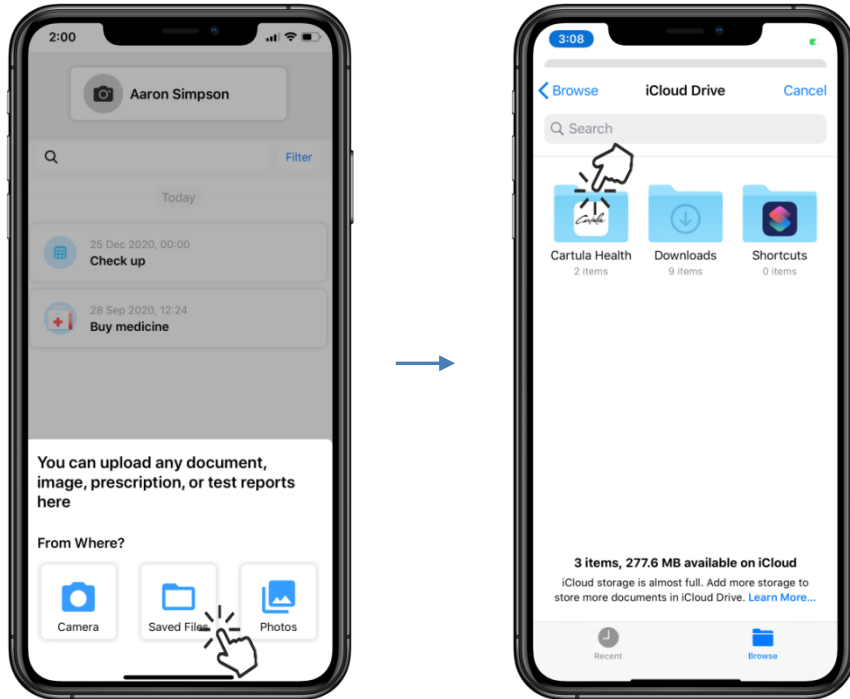 2:00
Aaron Simpson
Filter
Today
25 Dec 2020, 00:00
Check up
28 Sep 2020, 12:24
Buy medicine
You can upload any document,
image, prescription, or test reports
here
From Where?
Camera
Saved Files
Photos
3:08
Browse
iCloud Drive
Cancel
Search
Cartula
Cartula Health
Downloads
Shortcuts
2 items
9 items
0 items
3 items, 277.6 MB available on iCloud
iCloud storage is almost full. Add more storage to
store more documents in iCloud Drive. Learn More...
Recent
Browse